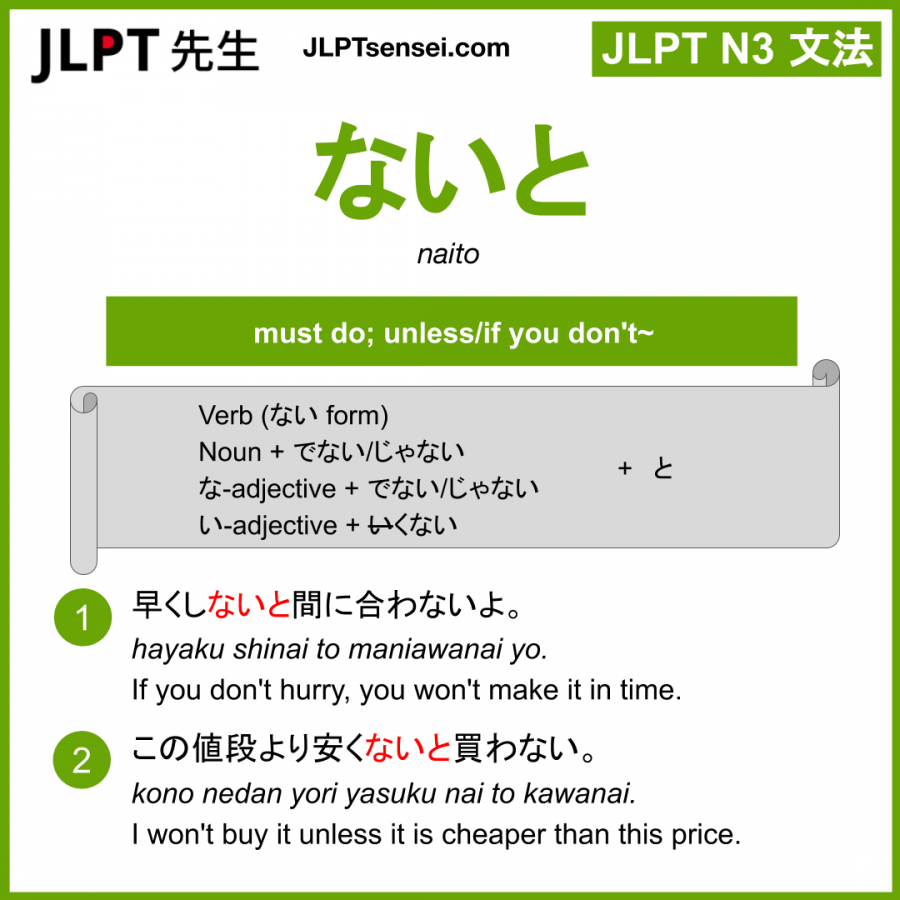 JLPT 先生
JLPTsensei.com
JLPT N3 文法
ないと
naito
must do; unless/if you don't~
Verb (ない form)
Noun + でない/じゃない
な-adjective + でない/じゃない
い-adjective + いくない
+ と
1
早くしないと間に合わないよ。
hayaku shinai to maniawanai yo.
If you don't hurry, you won't make it in time.
2
この値段より安くないと買わない。
kono nedan yori yasuku nai to kawanai.
I won't buy it unless it is cheaper than this price.